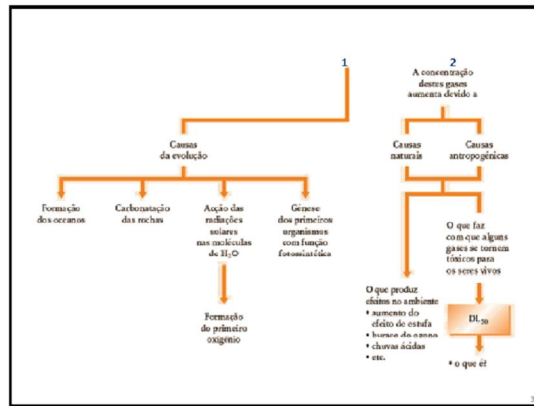 1
2
A concentração
destes gases
aumenta devido a
Causas
da evolução
Causas
naturais
Causas
antropogénicas
Formação
dos oceanos
Carbonatação
das rochas
Acção das
radiações
solares
nas moléculas
de H₂O
Génese
dos primeiros
organismos
com função
fotossintética
O que faz
com que alguns
gases se tornem
tóxicos para
os seres vivos
O que produz
efeitos no ambiente
• aumento do
efeito de estufa
• buraco do ozono
• chuvas ácidas
• etc.
Formação
do primeiro
oxigénio
DL₅₀
• o que é?
3